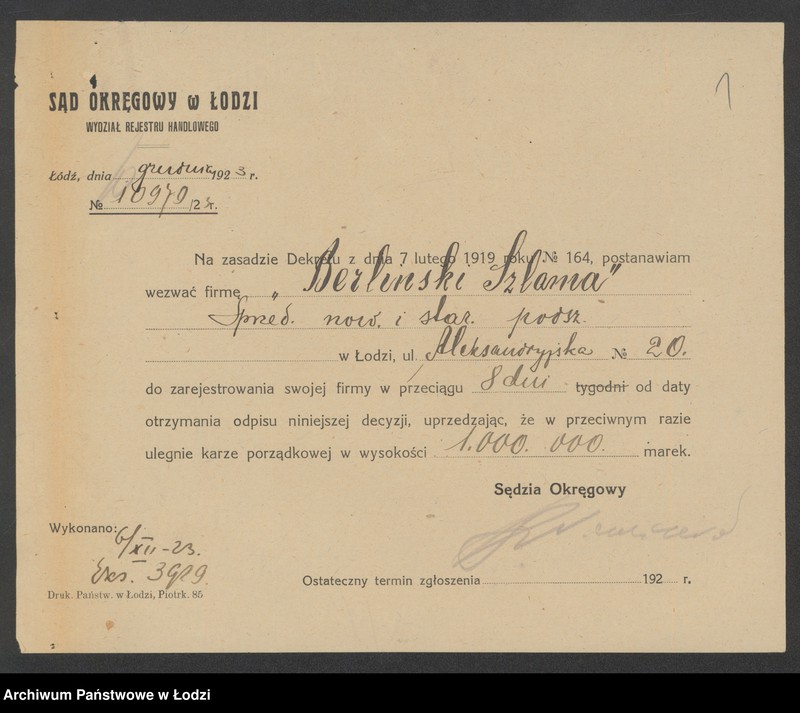 1
SĄD OKRĘGOWY w ŁODZI
WYDZIAŁ REJESTRU HANDLOWEGO
Łódź, dnia grudnia 1923 r.
№ 10979/23 r.
Na zasadzie Dekretu z dnia 7 lutego 1919 roku № 164, postanawiam
wezwać firmę „Berliński Szlama”
Sprzed. now. i star. podsz.
w Łodzi, ul. Aleksandryjska № 20.
do zarejestrowania swojej firmy w przeciągu 8 dni tygodni od daty
otrzymania odpisu niniejszej decyzji, uprzedzając, że w przeciwnym razie
ulegnie karze porządkowej w wysokości 1.000.000. marek.
Sędzia Okręgowy
Wykonano:
6/XII-23.
3929
Ostateczny termin zgłoszenia 192 r.
Druk. Państw. w Łodzi, Piotrk. 85
Archiwum Państwowe w Łodzi